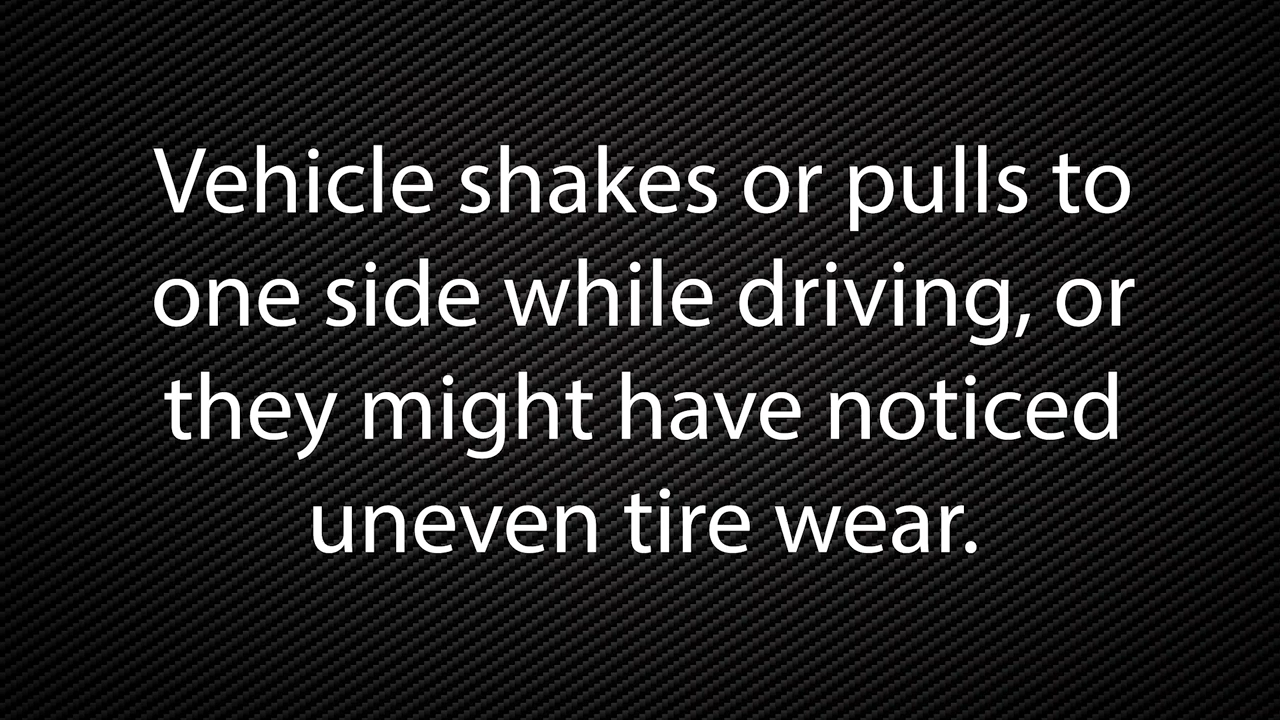 Vehicle shakes or pulls to
one side while driving, or
they might have noticed
uneven tire wear.